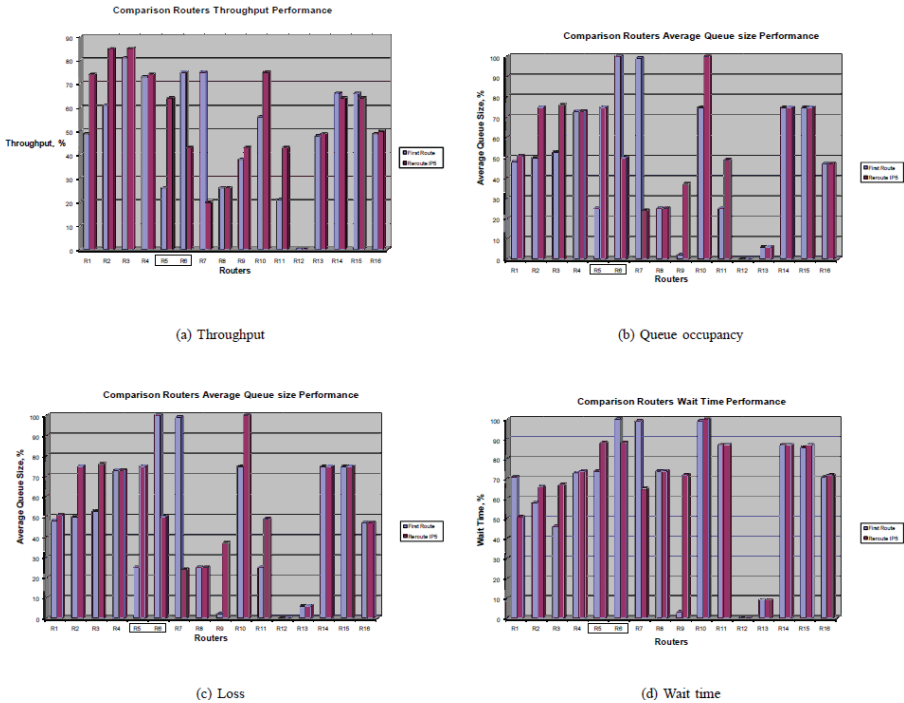 Comparison Routers Throughput Performance
Throughput, %
90
80
70
60
50
40
30
20
10
0
R1 R2 R3 R4 R5 R6 R7 R8 R9 R10 R11 R12 R13 R14 R15 R16
Routers
First Route
Reroute IP5
(a) Throughput
Comparison Routers Average Queue size Performance
Average Queue Size, %
100
90
80
70
60
50
40
30
20
10
0
R1 R2 R3 R4 R5 R6 R7 R8 R9 R10 R11 R12 R13 R14 R15 R16
Routers
First Route
Reroute IP5
(b) Queue occupancy
Comparison Routers Average Queue size Performance
Average Queue Size, %
100
90
80
70
60
50
40
30
20
10
0
R1 R2 R3 R4 R5 R6 R7 R8 R9 R10 R11 R12 R13 R14 R15 R16
Routers
First Route
Reroute IP5
(c) Loss
Comparison Routers Wait Time Performance
Wait Time, %
100
90
80
70
60
50
40
30
20
10
0
R1 R2 R3 R4 R5 R6 R7 R8 R9 R10 R11 R12 R13 R14 R15 R16
Routers
First Route
Reroute IP5
(d) Wait time